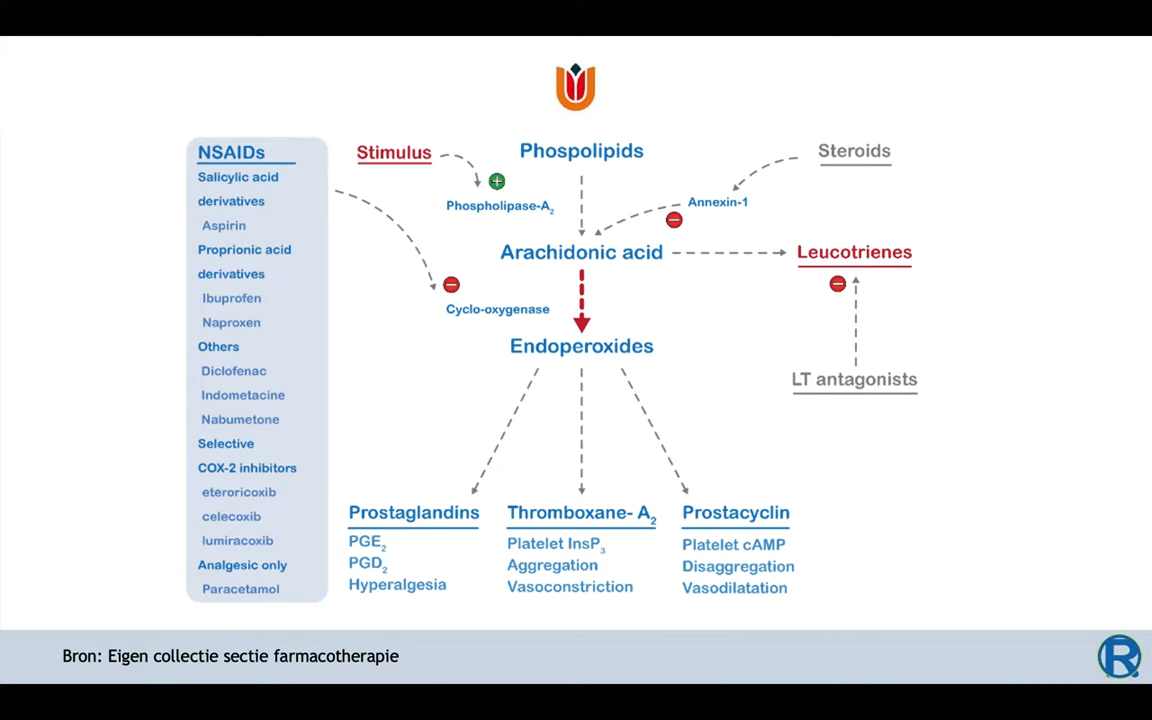 NSAIDs
Salicylic acid
derivatives
Aspirin
Proprionic acid
derivatives
Ibuprofen
Naproxen
Others
Diclofenac
Indometacine
Nabumetone
Selective
COX-2 inhibitors
eteroricoxib
celecoxib
lumiracoxib
Analgesic only
Paracetamol
Stimulus
Phospolipids
Steroids
Phospholipase-A2
Annexin-1
Arachidonic acid
Leucotrienes
Cyclo-oxygenase
Endoperoxides
LT antagonists
Prostaglandins
PGE2
PGD2
Hyperalgesia
Thromboxane- A2
Platelet InsP3
Aggregation
Vasoconstriction
Prostacyclin
Platelet cAMP
Disaggregation
Vasodilatation
Bron: Eigen collectie sectie farmacotherapie
R